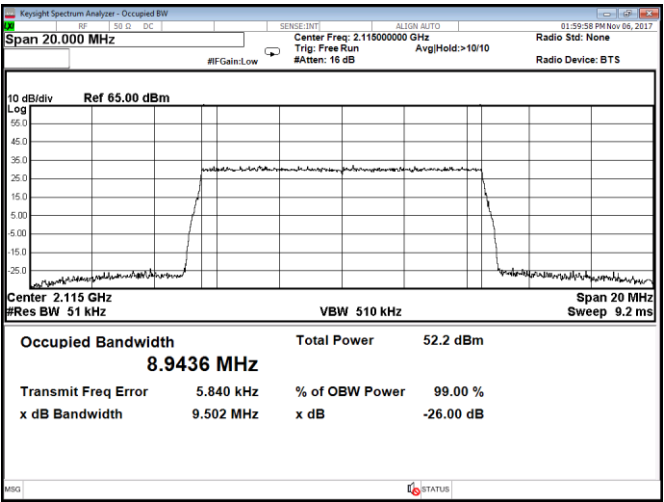 Keysight Spectrum Analyzer - Occupied BW
RF 50 Ω DC SENSE:INT ALIGN AUTO 01:59:58 PM Nov 06, 2017
Span 20.000 MHz Center Freq: 2.115000000 GHz Radio Std: None
Trig: Free Run Avg|Hold:>10/10
#IFGain:Low #Atten: 16 dB Radio Device: BTS
10 dB/div Ref 65.00 dBm
Log
55.0
45.0
35.0
25.0
15.0
5.00
-5.00
-15.0
-25.0
Center 2.115 GHz Span 20 MHz
#Res BW 51 kHz VBW 510 kHz Sweep 9.2 ms
Occupied Bandwidth Total Power 52.2 dBm
8.9436 MHz
Transmit Freq Error 5.840 kHz % of OBW Power 99.00 %
x dB Bandwidth 9.502 MHz x dB -26.00 dB
MSG STATUS